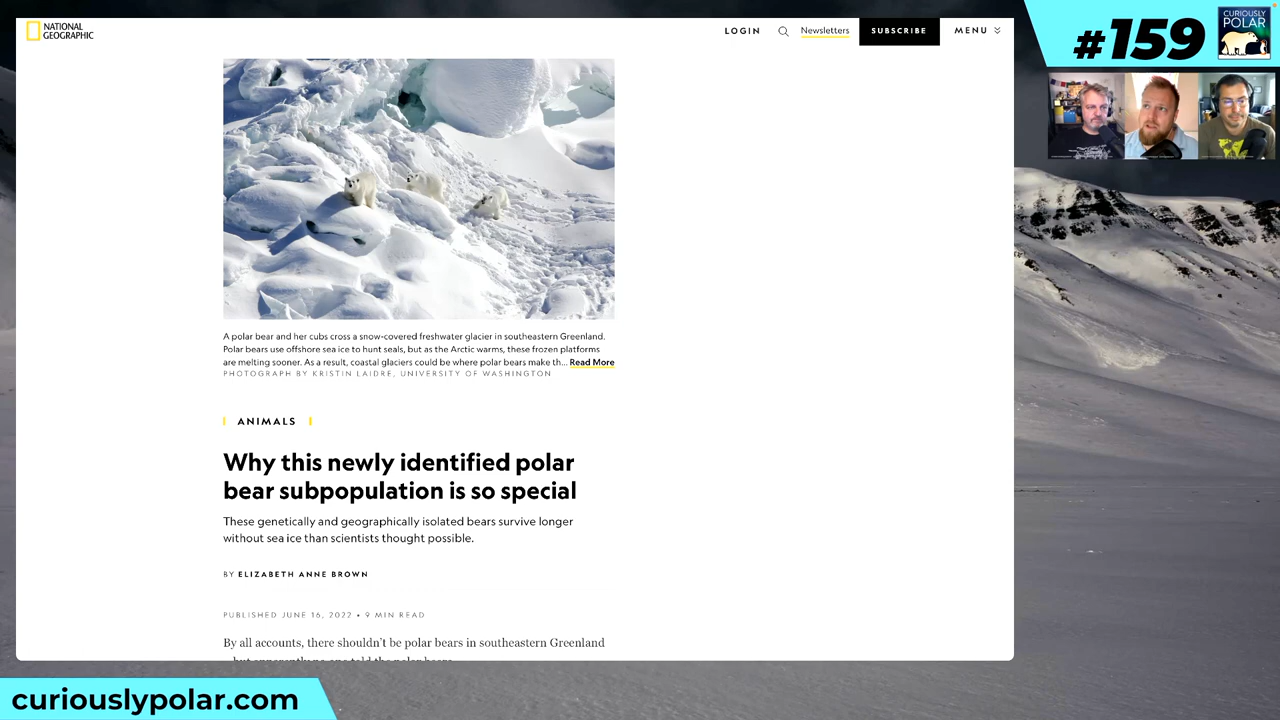 NATIONAL
GEOGRAPHIC
LOGIN
Newsletters
SUBSCRIBE
MENU
#159
CURIOUSLY
POLAR
A polar bear and her cubs cross a snow-covered freshwater glacier in southeastern Greenland.
Polar bears use offshore sea ice to hunt seals, but as the Arctic warms, these frozen platforms
are melting sooner. As a result, coastal glaciers could be where polar bears make th... Read More
PHOTOGRAPH BY KRISTIN LAIDRE, UNIVERSITY OF WASHINGTON
ANIMALS
Why this newly identified polar
bear subpopulation is so special
These genetically and geographically isolated bears survive longer
without sea ice than scientists thought possible.
BY ELIZABETH ANNE BROWN
PUBLISHED JUNE 16, 2022 • 9 MIN READ
By all accounts, there shouldn't be polar bears in southeastern Greenland
curiouslypolar.com